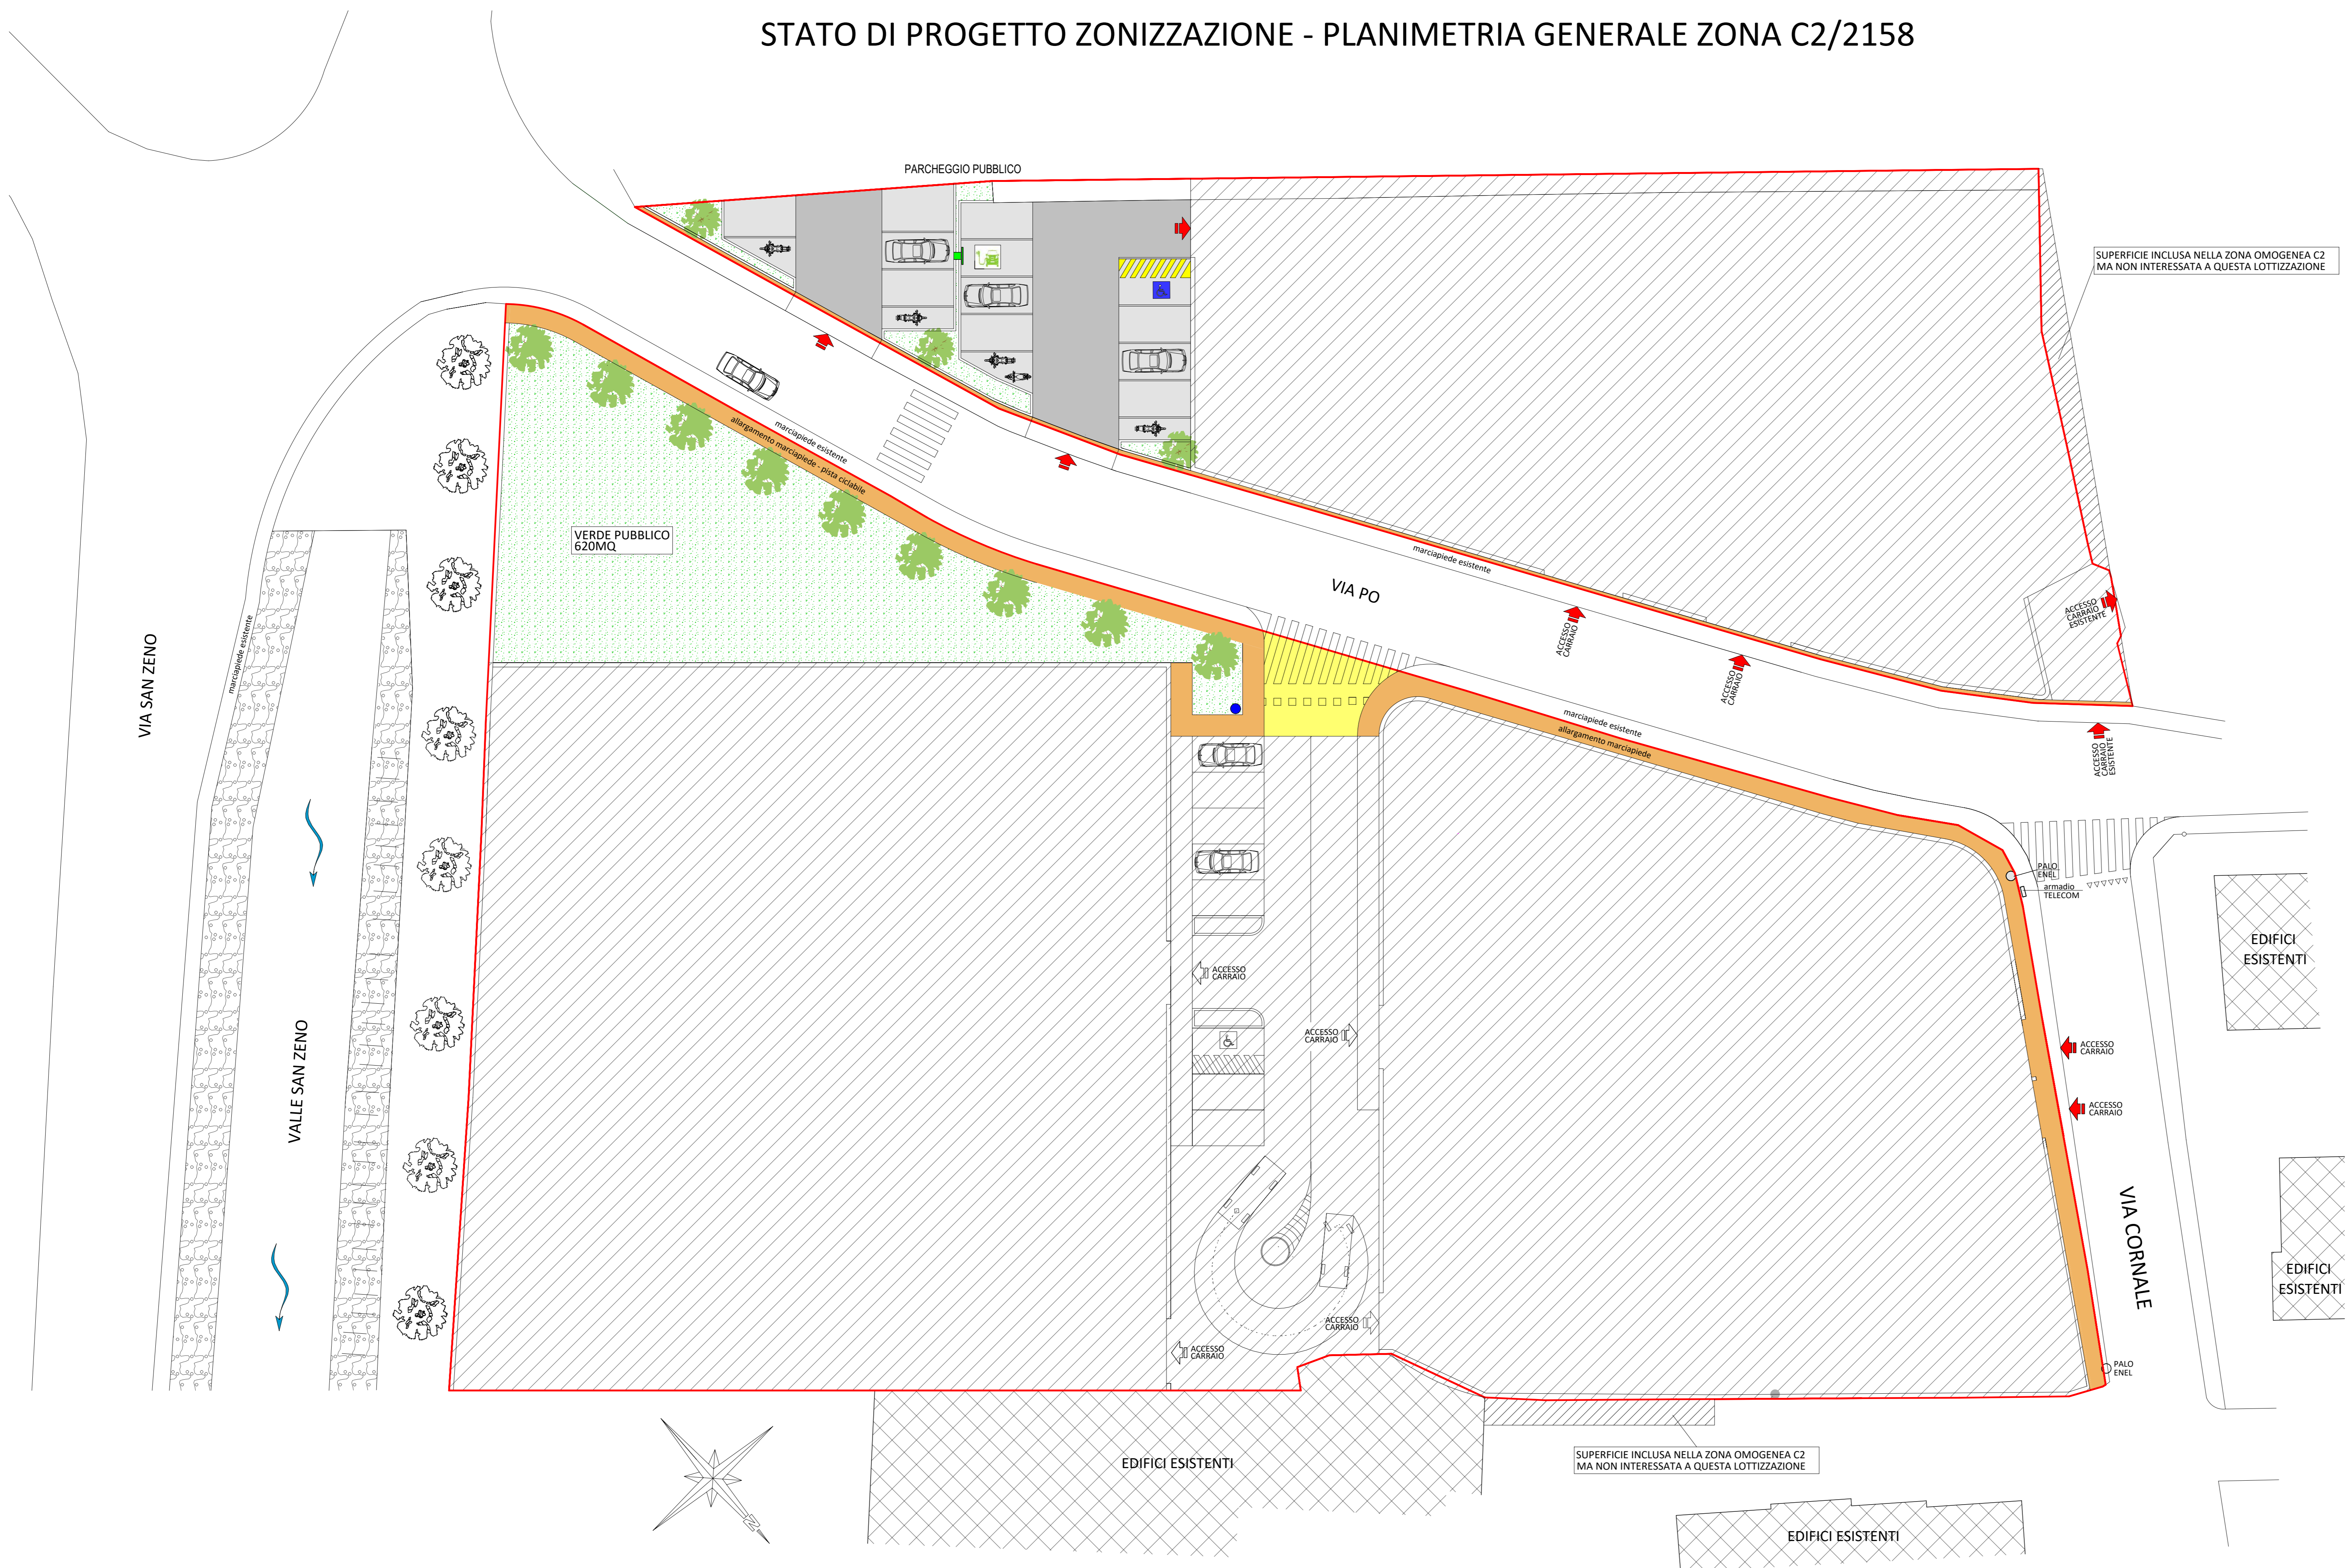 STATO DI PROGETTO ZONIZZAZIONE - PLANIMETRIA GENERALE ZONA C2/2158
PARCHEGGIO PUBBLICO
SUPERFICIE INCLUSA NELLA ZONA OMOGENEA C2
MA NON INTERESSATA A QUESTA LOTTIZZAZIONE
marciapiede esistente
allargamento marciapiede - pista ciclabile
VERDE PUBBLICO
620MQ
VIA PO
marciapiede esistente
ACCESSO
CARRAIO
ESISTENTE
ACCESSO
CARRAIO
ACCESSO
CARRAIO
ACCESSO
CARRAIO
ESISTENTE
VIA SAN ZENO
marciapiede esistente
marciapiede esistente
allargamento marciapiede
PALO
ENEL
armadio
TELECOM
EDIFICI
ESISTENTI
ACCESSO
CARRAIO
ACCESSO
CARRAIO
ACCESSO
CARRAIO
ACCESSO
CARRAIO
VALLE SAN ZENO
VIA CORNALE
EDIFICI
ESISTENTI
ACCESSO
CARRAIO
ACCESSO
CARRAIO
PALO
ENEL
EDIFICI ESISTENTI
SUPERFICIE INCLUSA NELLA ZONA OMOGENEA C2
MA NON INTERESSATA A QUESTA LOTTIZZAZIONE
N
EDIFICI ESISTENTI